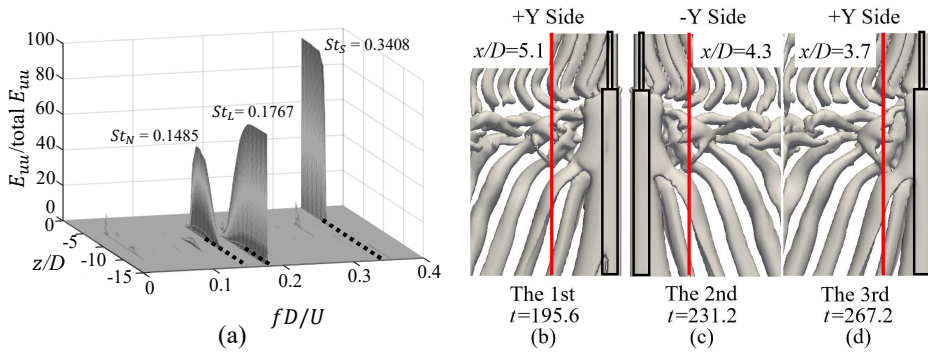 100
80
60
40
20
0
E_uu/total E_uu
-5
-10
-15
z/D
0
0.1
0.2
0.3
0.4
fD/U
St_N = 0.1485
St_L = 0.1767
St_S = 0.3408
(a)
+Y Side
x/D=5.1
The 1st
t=195.6
(b)
-Y Side
x/D=4.3
The 2nd
t=231.2
(c)
+Y Side
x/D=3.7
The 3rd
t=267.2
(d)